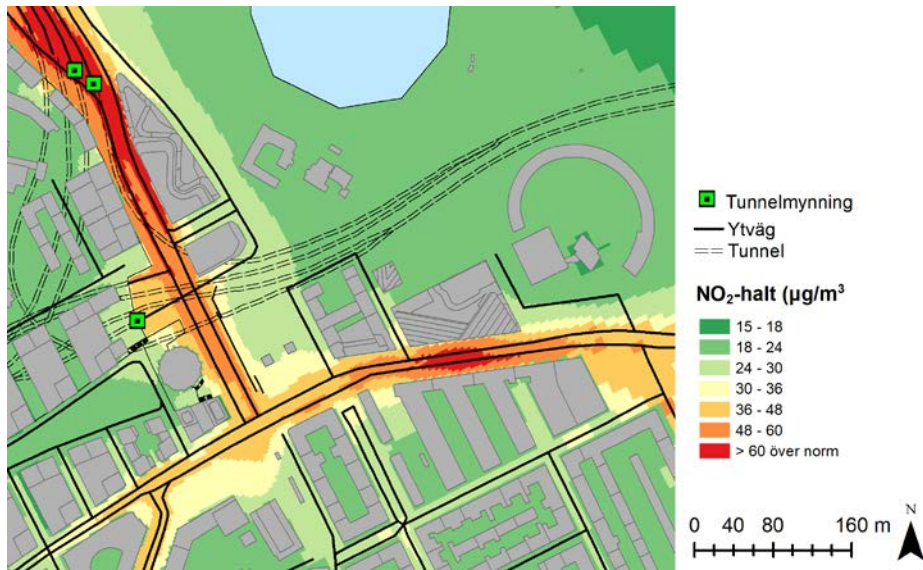 Tunnelmynning
Ytväg
Tunnel
NO₂-halt (µg/m³
15 - 18
18 - 24
24 - 30
30 - 36
36 - 48
48 - 60
> 60 över norm
N
0 40 80 160 m